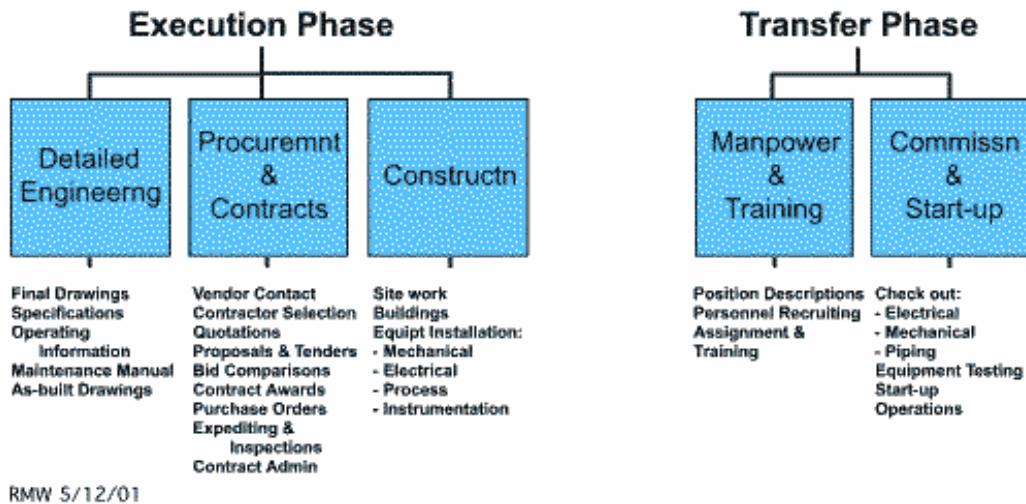 Execution Phase
Detailed
Engineerng
Procuremnt
&
Contracts
Constructn
Final Drawings
Specifications
Operating
Information
Maintenance Manual
As-built Drawings
Vendor Contact
Contractor Selection
Quotations
Proposals & Tenders
Bid Comparisons
Contract Awards
Purchase Orders
Expediting &
Inspections
Contract Admin
Site work
Buildings
Equipt Installation:
- Mechanical
- Electrical
- Process
- Instrumentation
Transfer Phase
Manpower
&
Training
Commissn
&
Start-up
Position Descriptions
Personnel Recruiting
Assignment &
Training
Check out:
- Electrical
- Mechanical
- Piping
Equipment Testing
Start-up
Operations
RMW 5/12/01